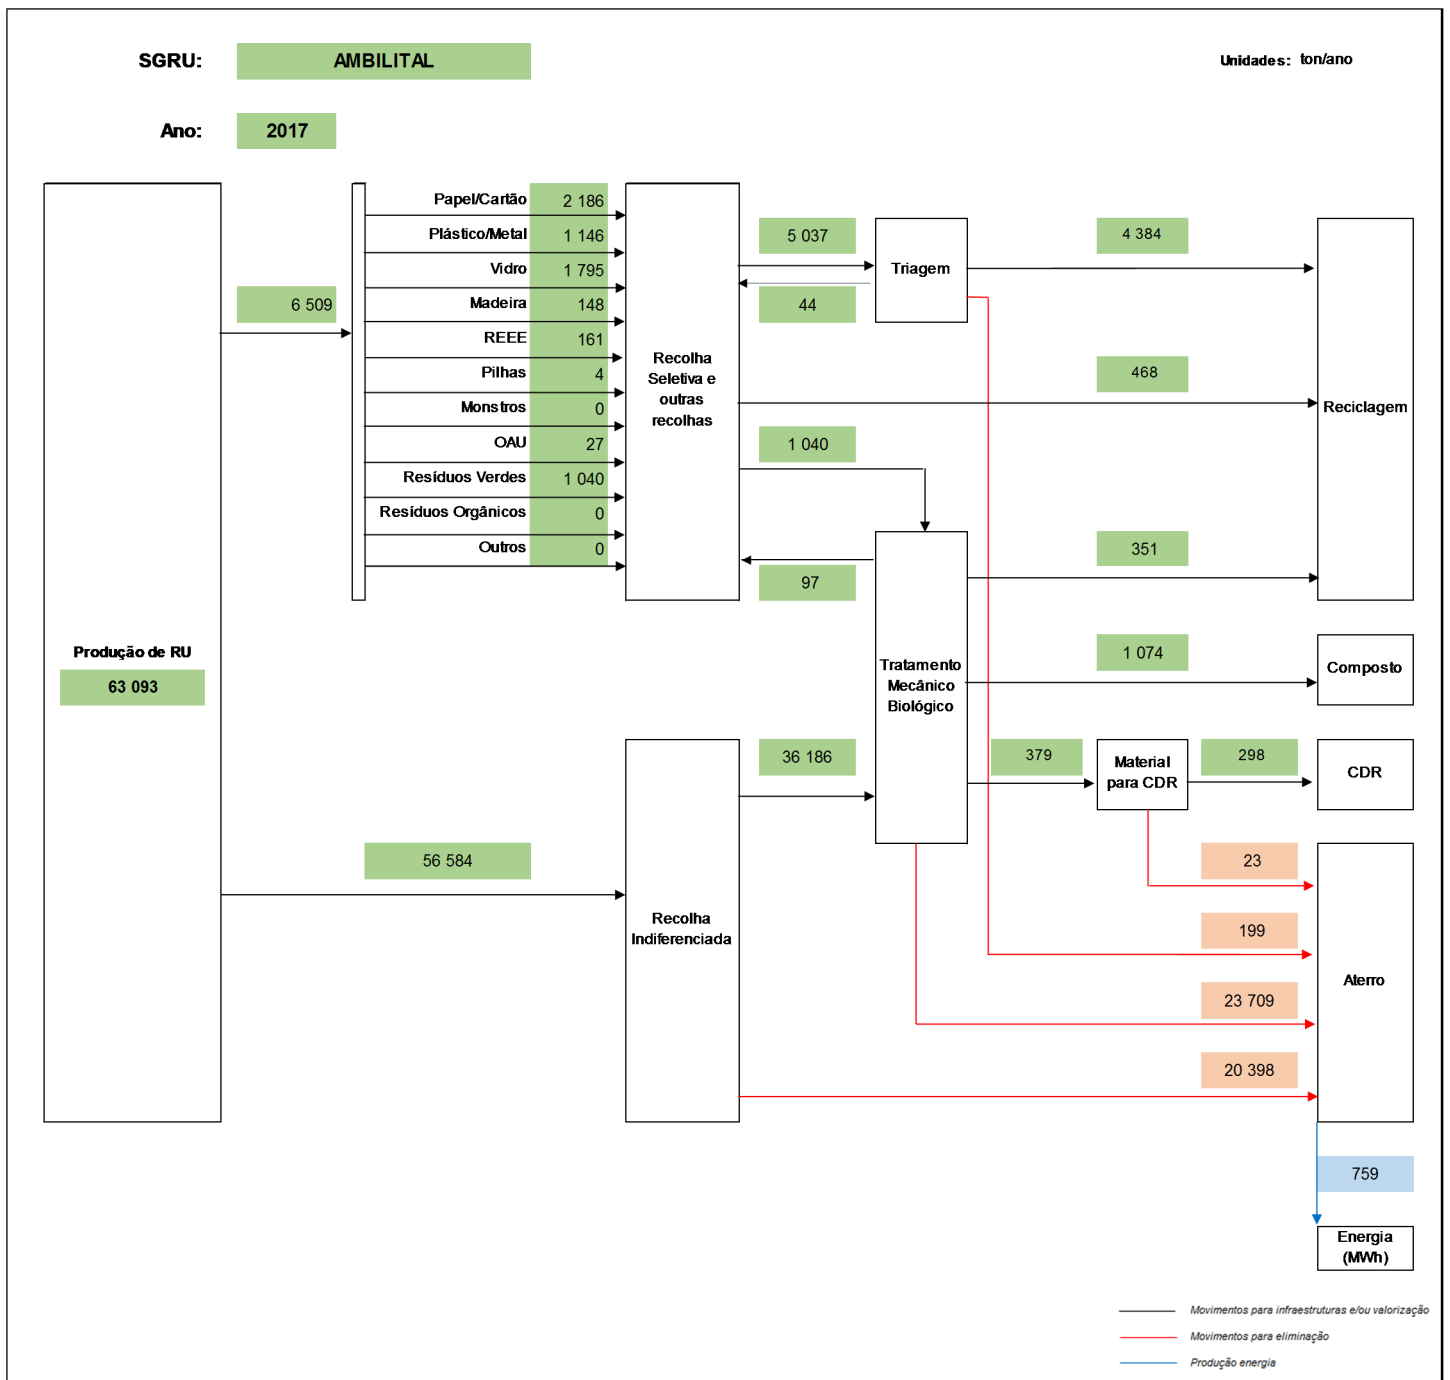 SGRU:
AMBILITAL
Unidades: ton/ano
Ano:
2017
Papel/Cartão 2 186
Plástico/Metal 1 146
Vidro 1 795
Madeira 148
REEE 161
Pilhas 4
Monstros 0
OAU 27
Resíduos Verdes 1 040
Resíduos Orgânicos 0
Outros 0
6 509
Produção de RU
63 093
56 584
Recolha
Seletiva e
outras
recolhas
Recolha
Indiferenciada
5 037
44
1 040
97
36 186
Triagem
Tratamento
Mecânico
Biológico
4 384
468
351
1 074
379
Material
para CDR
298
23
199
23 709
20 398
Reciclagem
Composto
CDR
Aterro
759
Energia
(MWh)
Movimentos para infraestruturas e/ou valorização
Movimentos para eliminação
Produção energia